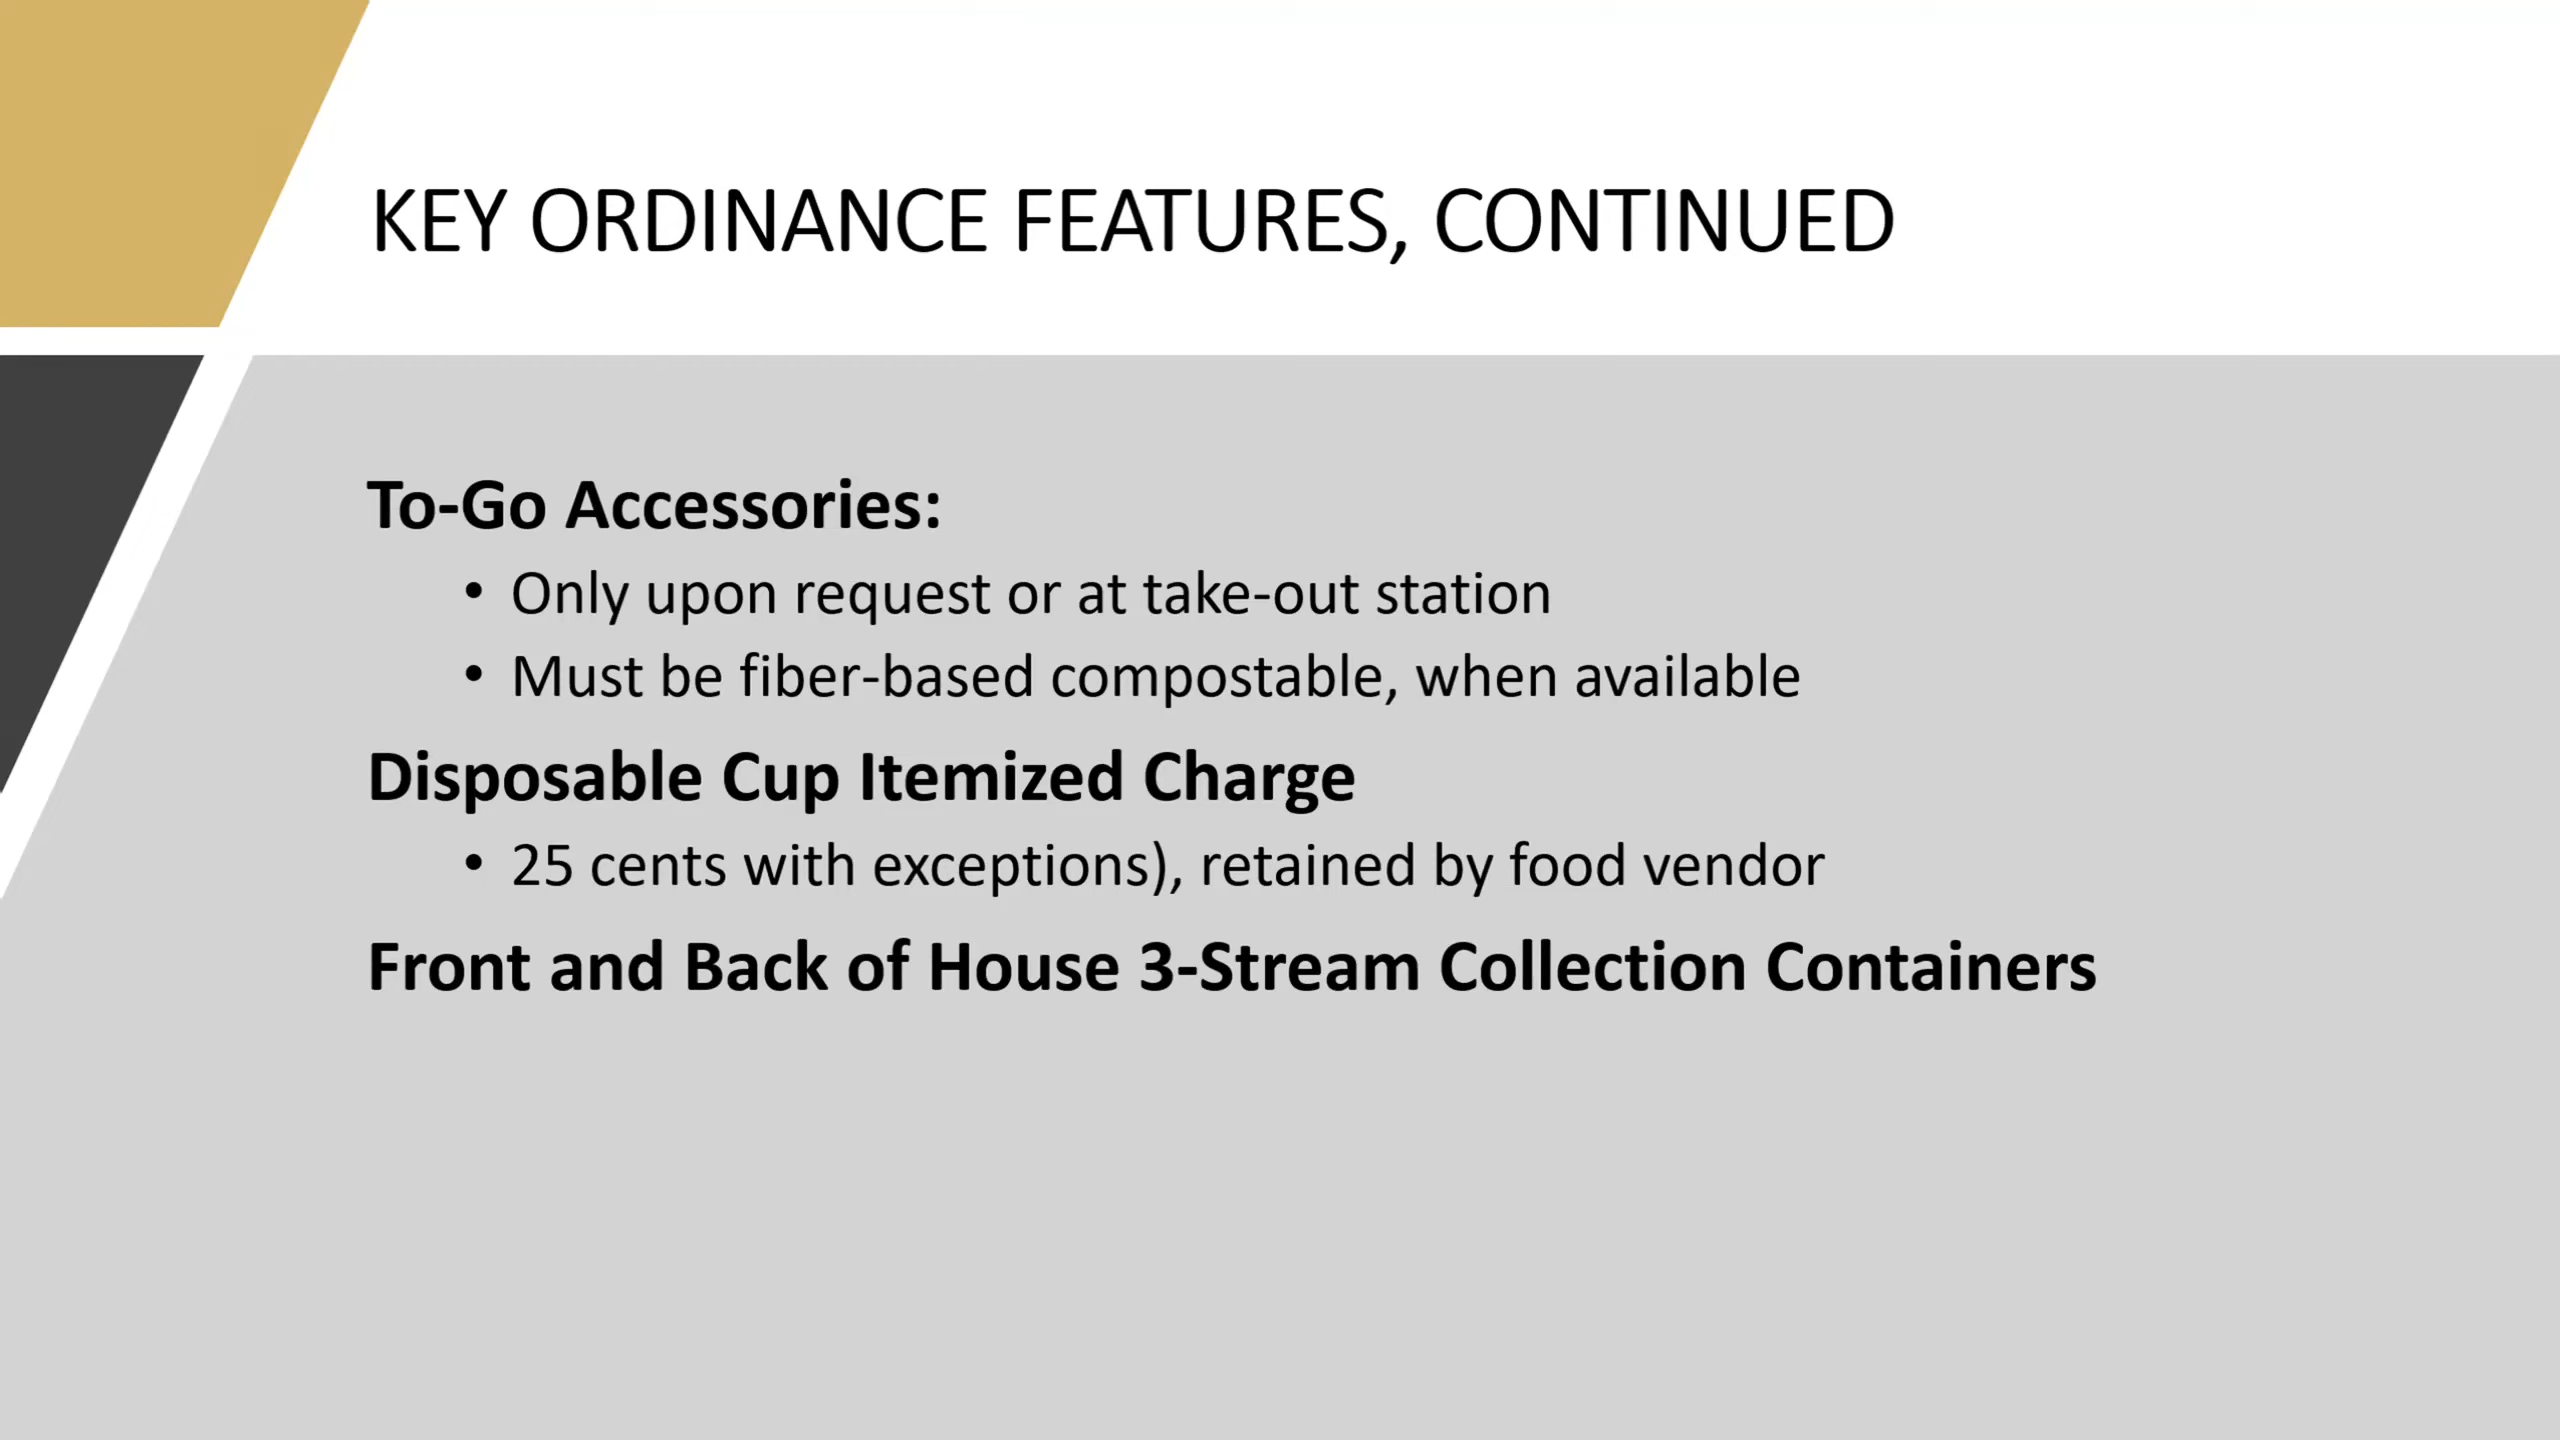 KEY ORDINANCE FEATURES, CONTINUED
To-Go Accessories:
• Only upon request or at take-out station
• Must be fiber-based compostable, when available
Disposable Cup Itemized Charge
• 25 cents with exceptions), retained by food vendor
Front and Back of House 3-Stream Collection Containers